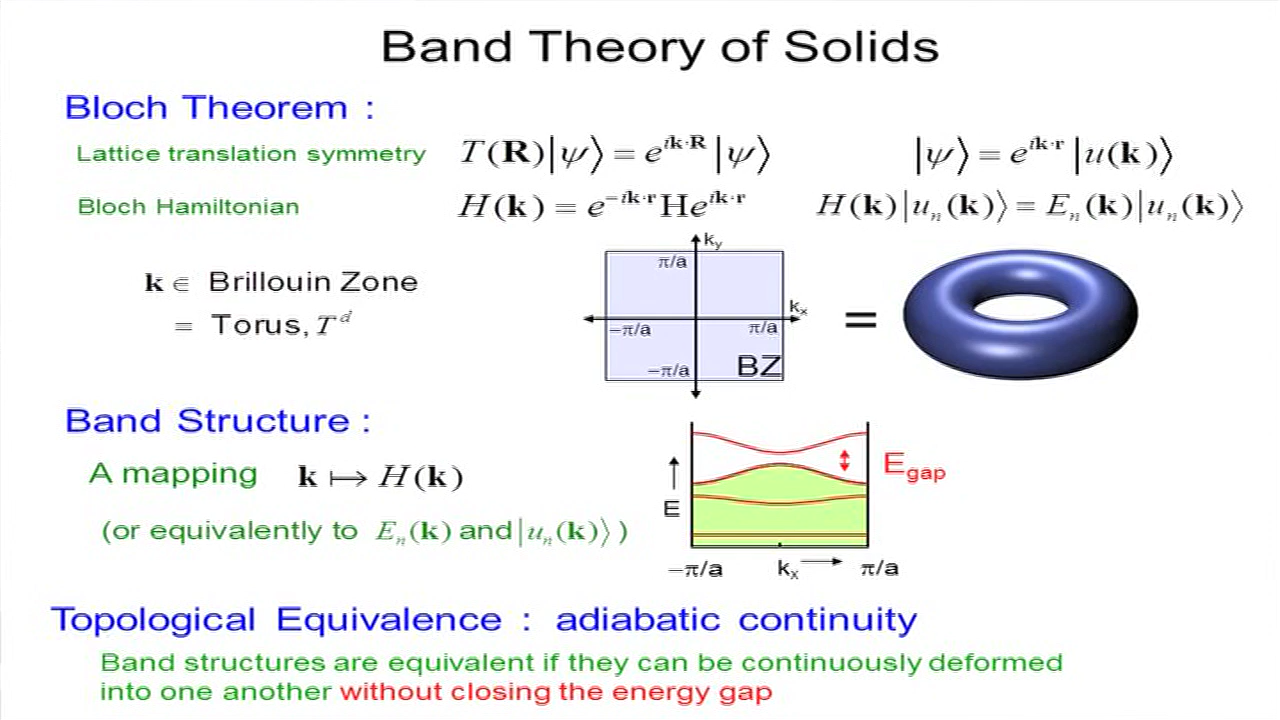 Band Theory of Solids
Bloch Theorem :
Lattice translation symmetry T(R)|ψ⟩ = e^{ik·R}|ψ⟩ |ψ⟩ = e^{ik·r}|u(k)⟩
Bloch Hamiltonian H(k) = e^{−ik·r}He^{ik·r} H(k)|u_n(k)⟩ = E_n(k)|u_n(k)⟩
k ∈ Brillouin Zone
= Torus, T^d
k_y
π/a
k_x
−π/a π/a
−π/a BZ
=
Band Structure :
A mapping k ↦ H(k)
(or equivalently to E_n(k) and |u_n(k)⟩ )
E_gap
E
−π/a k_x π/a
Topological Equivalence : adiabatic continuity
Band structures are equivalent if they can be continuously deformed
into one another without closing the energy gap